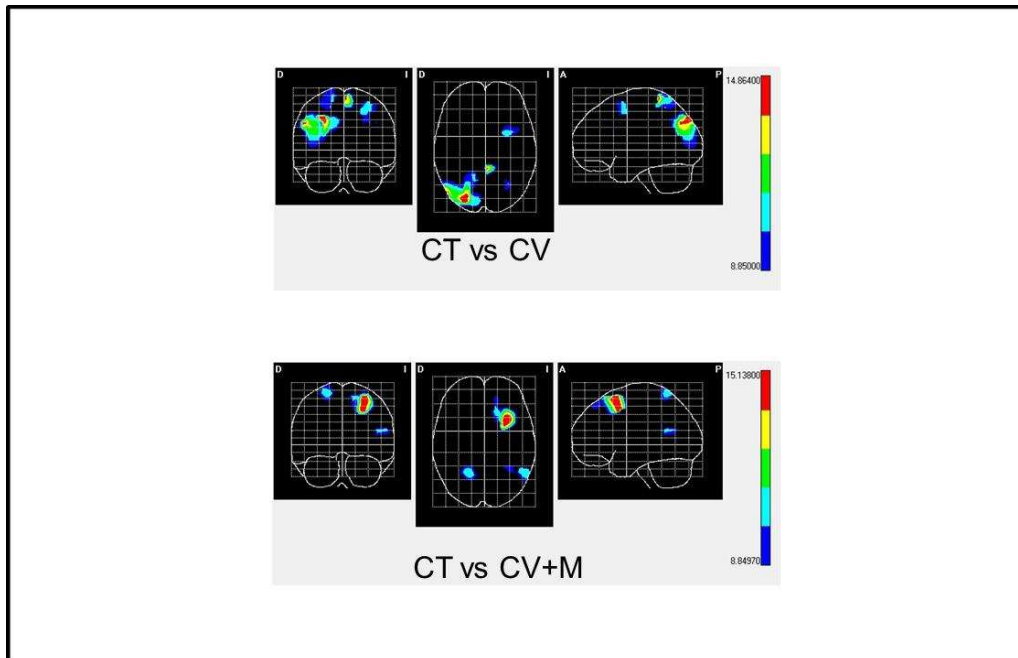 D I D I A P
14.86400
8.85000
CT vs CV
D I D I A P
15.13800
8.84970
CT vs CV+M